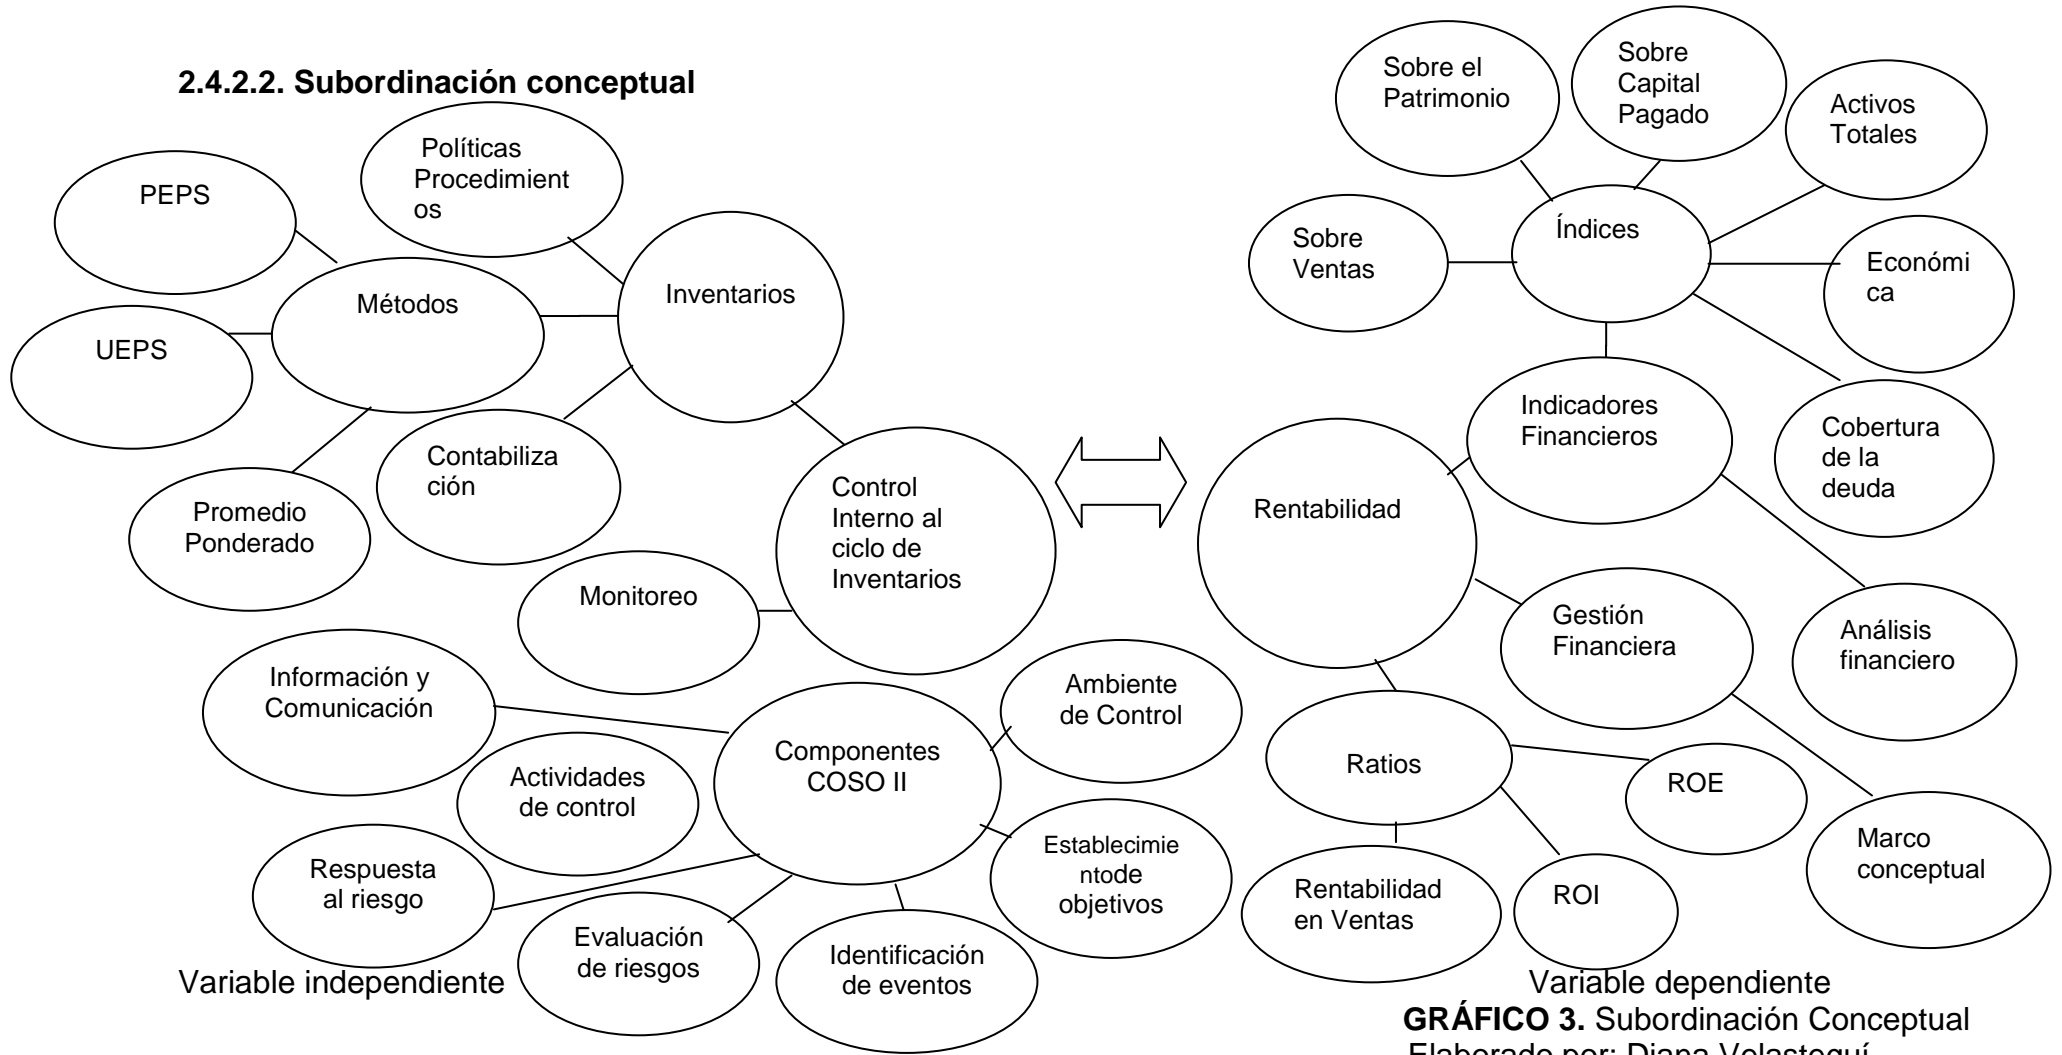 2.4.2.2. Subordinación conceptual
Políticas
Procedimient
os
PEPS
Métodos
Inventarios
UEPS
Contabiliza
ción
Promedio
Ponderado
Control
Interno al
ciclo de
Inventarios
Monitoreo
Información y
Comunicación
Ambiente
de Control
Componentes
COSO II
Actividades
de control
Establecimie
ntode
objetivos
Respuesta
al riesgo
Evaluación
de riesgos
Identificación
de eventos
Variable independiente
Sobre el
Patrimonio
Sobre
Capital
Pagado
Activos
Totales
Índices
Sobre
Ventas
Económi
ca
Indicadores
Financieros
Cobertura
de la
deuda
Rentabilidad
Gestión
Financiera
Análisis
financiero
Ratios
ROE
Marco
conceptual
Rentabilidad
en Ventas
ROI
Variable dependiente
GRÁFICO 3. Subordinación Conceptual
Elaborado por: Diana Velasteguí